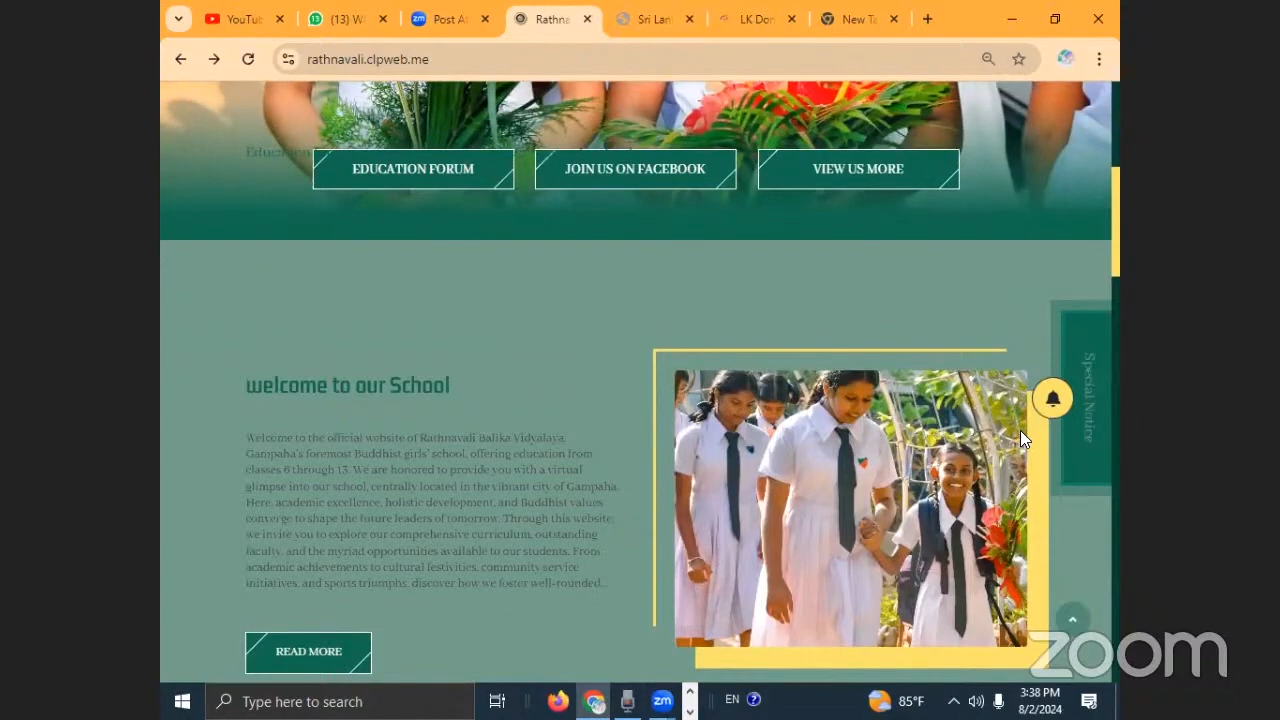 YouTub
(13) W
Post A
Rathna
Sri Lan
LK Don
New Ta
rathnavali.clpweb.me
Education
EDUCATION FORUM
JOIN US ON FACEBOOK
VIEW US MORE
welcome to our School
Welcome to the official website of Rathnavali Balika Vidyalaya,
Gampaha's foremost Buddhist girls' school, offering education from
classes 6 through 13. We are honored to provide you with a virtual
glimpse into our school, centrally located in the vibrant city of Gampaha.
Here, academic excellence, holistic development, and Buddhist values
converge to shape the future leaders of tomorrow. Through this website,
we invite you to explore our comprehensive curriculum, outstanding
faculty, and the myriad opportunities available to our students. From
academic achievements to cultural festivities, community service
initiatives, and sports triumphs, discover how we foster well-rounded...
READ MORE
Special Notice
zoom
Type here to search
zm
EN
85°F
3:38 PM
8/2/2024